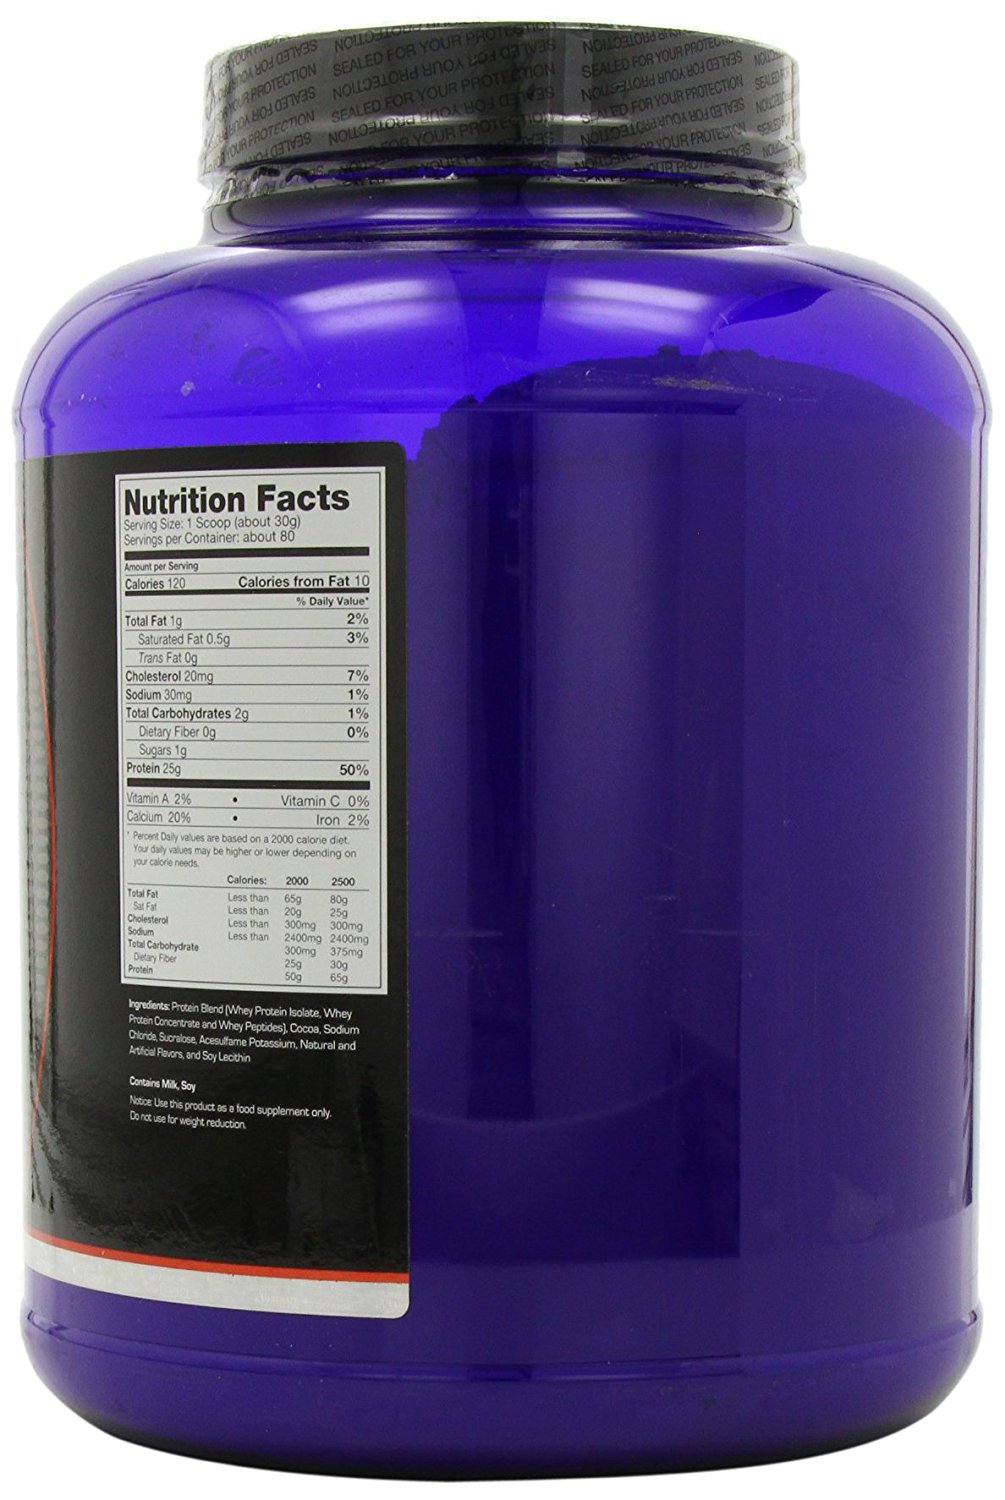 SEALED FOR YOUR PROTECTION
SEALED FOR YOUR PROTECTION
SEALED FOR YOUR PROTECTION
SEALED FOR YOUR PROTECTION
Nutrition Facts
Serving Size: 1 Scoop (about 30g)
Servings per Container: about 80
Amount per Serving
Calories 120 Calories from Fat 10
% Daily Value*
Total Fat 1g 2%
Saturated Fat 0.5g 3%
Trans Fat 0g
Cholesterol 20mg 7%
Sodium 30mg 1%
Total Carbohydrates 2g 1%
Dietary Fiber 0g 0%
Sugars 1g
Protein 25g 50%
Vitamin A 2% • Vitamin C 0%
Calcium 20% • Iron 2%
* Percent Daily values are based on a 2000 calorie diet.
Your daily values may be higher or lower depending on
your calorie needs.
Calories: 2000 2500
Total Fat Less than 65g 80g
Sat Fat Less than 20g 25g
Cholesterol Less than 300mg 300mg
Sodium Less than 2400mg 2400mg
Total Carbohydrate 300mg 375mg
Dietary Fiber 25g 30g
Protein 50g 65g
Ingredients: Protein Blend (Whey Protein Isolate, Whey
Protein Concentrate and Whey Peptides), Cocoa, Sodium
Chloride, Sucralose, Acesulfame Potassium, Natural and
Artificial Flavors, and Soy Lecithin
Contains Milk, Soy
Notice: Use this product as a food supplement only.
Do not use for weight reduction.